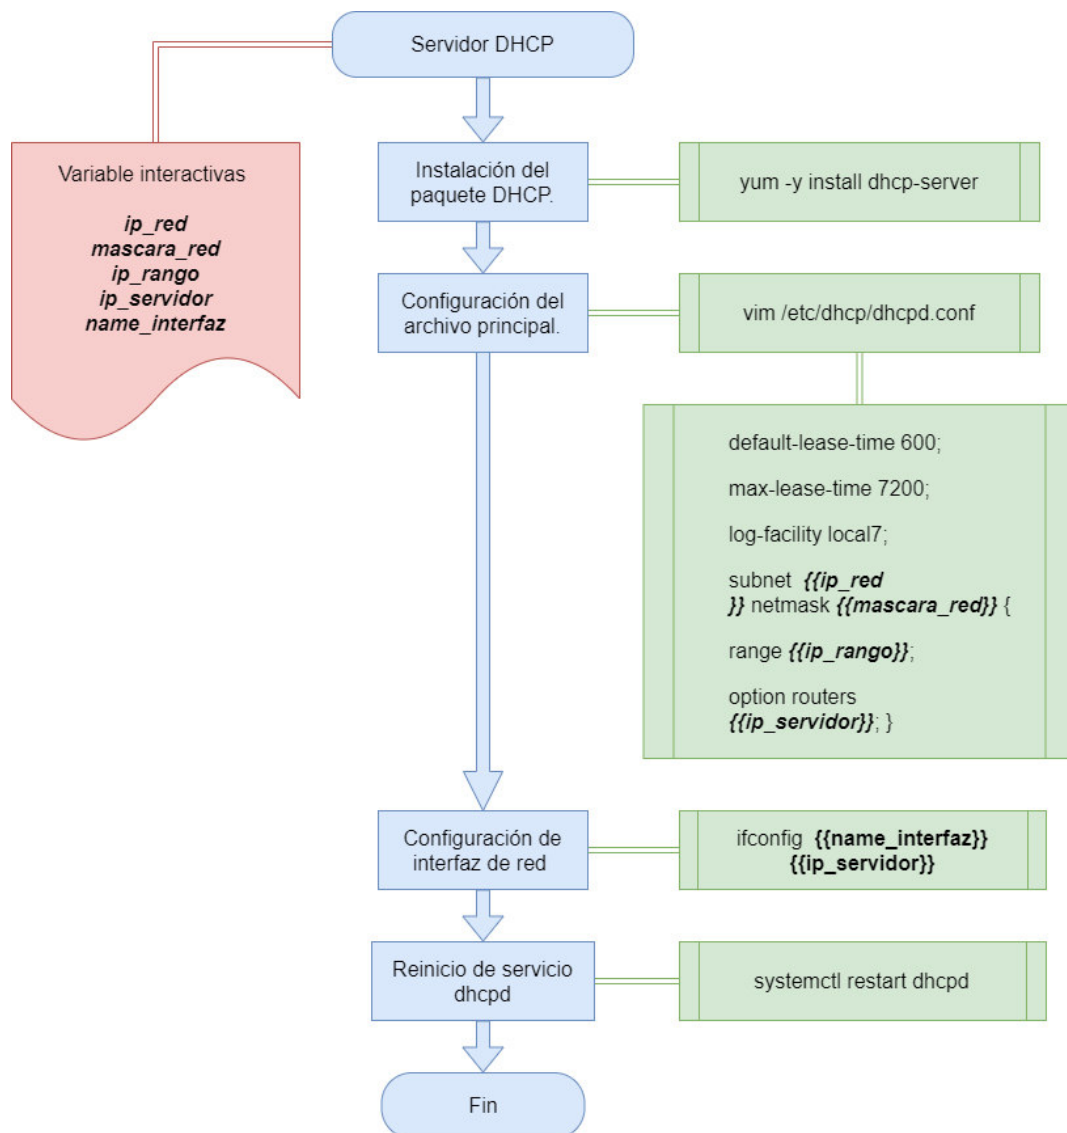 Servidor DHCP
Variable interactivas
ip_red
mascara_red
ip_rango
ip_servidor
name_interfaz
Instalación del
paquete DHCP.
yum -y install dhcp-server
Configuración del
archivo principal.
vim /etc/dhcp/dhcpd.conf
default-lease-time 600;
max-lease-time 7200;
log-facility local7;
subnet {{ip_red
}} netmask {{mascara_red}} {
range {{ip_rango}};
option routers
{{ip_servidor}}; }
Configuración de
interfaz de red
ifconfig {{name_interfaz}}
{{ip_servidor}}
Reinicio de servicio
dhcpd
systemctl restart dhcpd
Fin